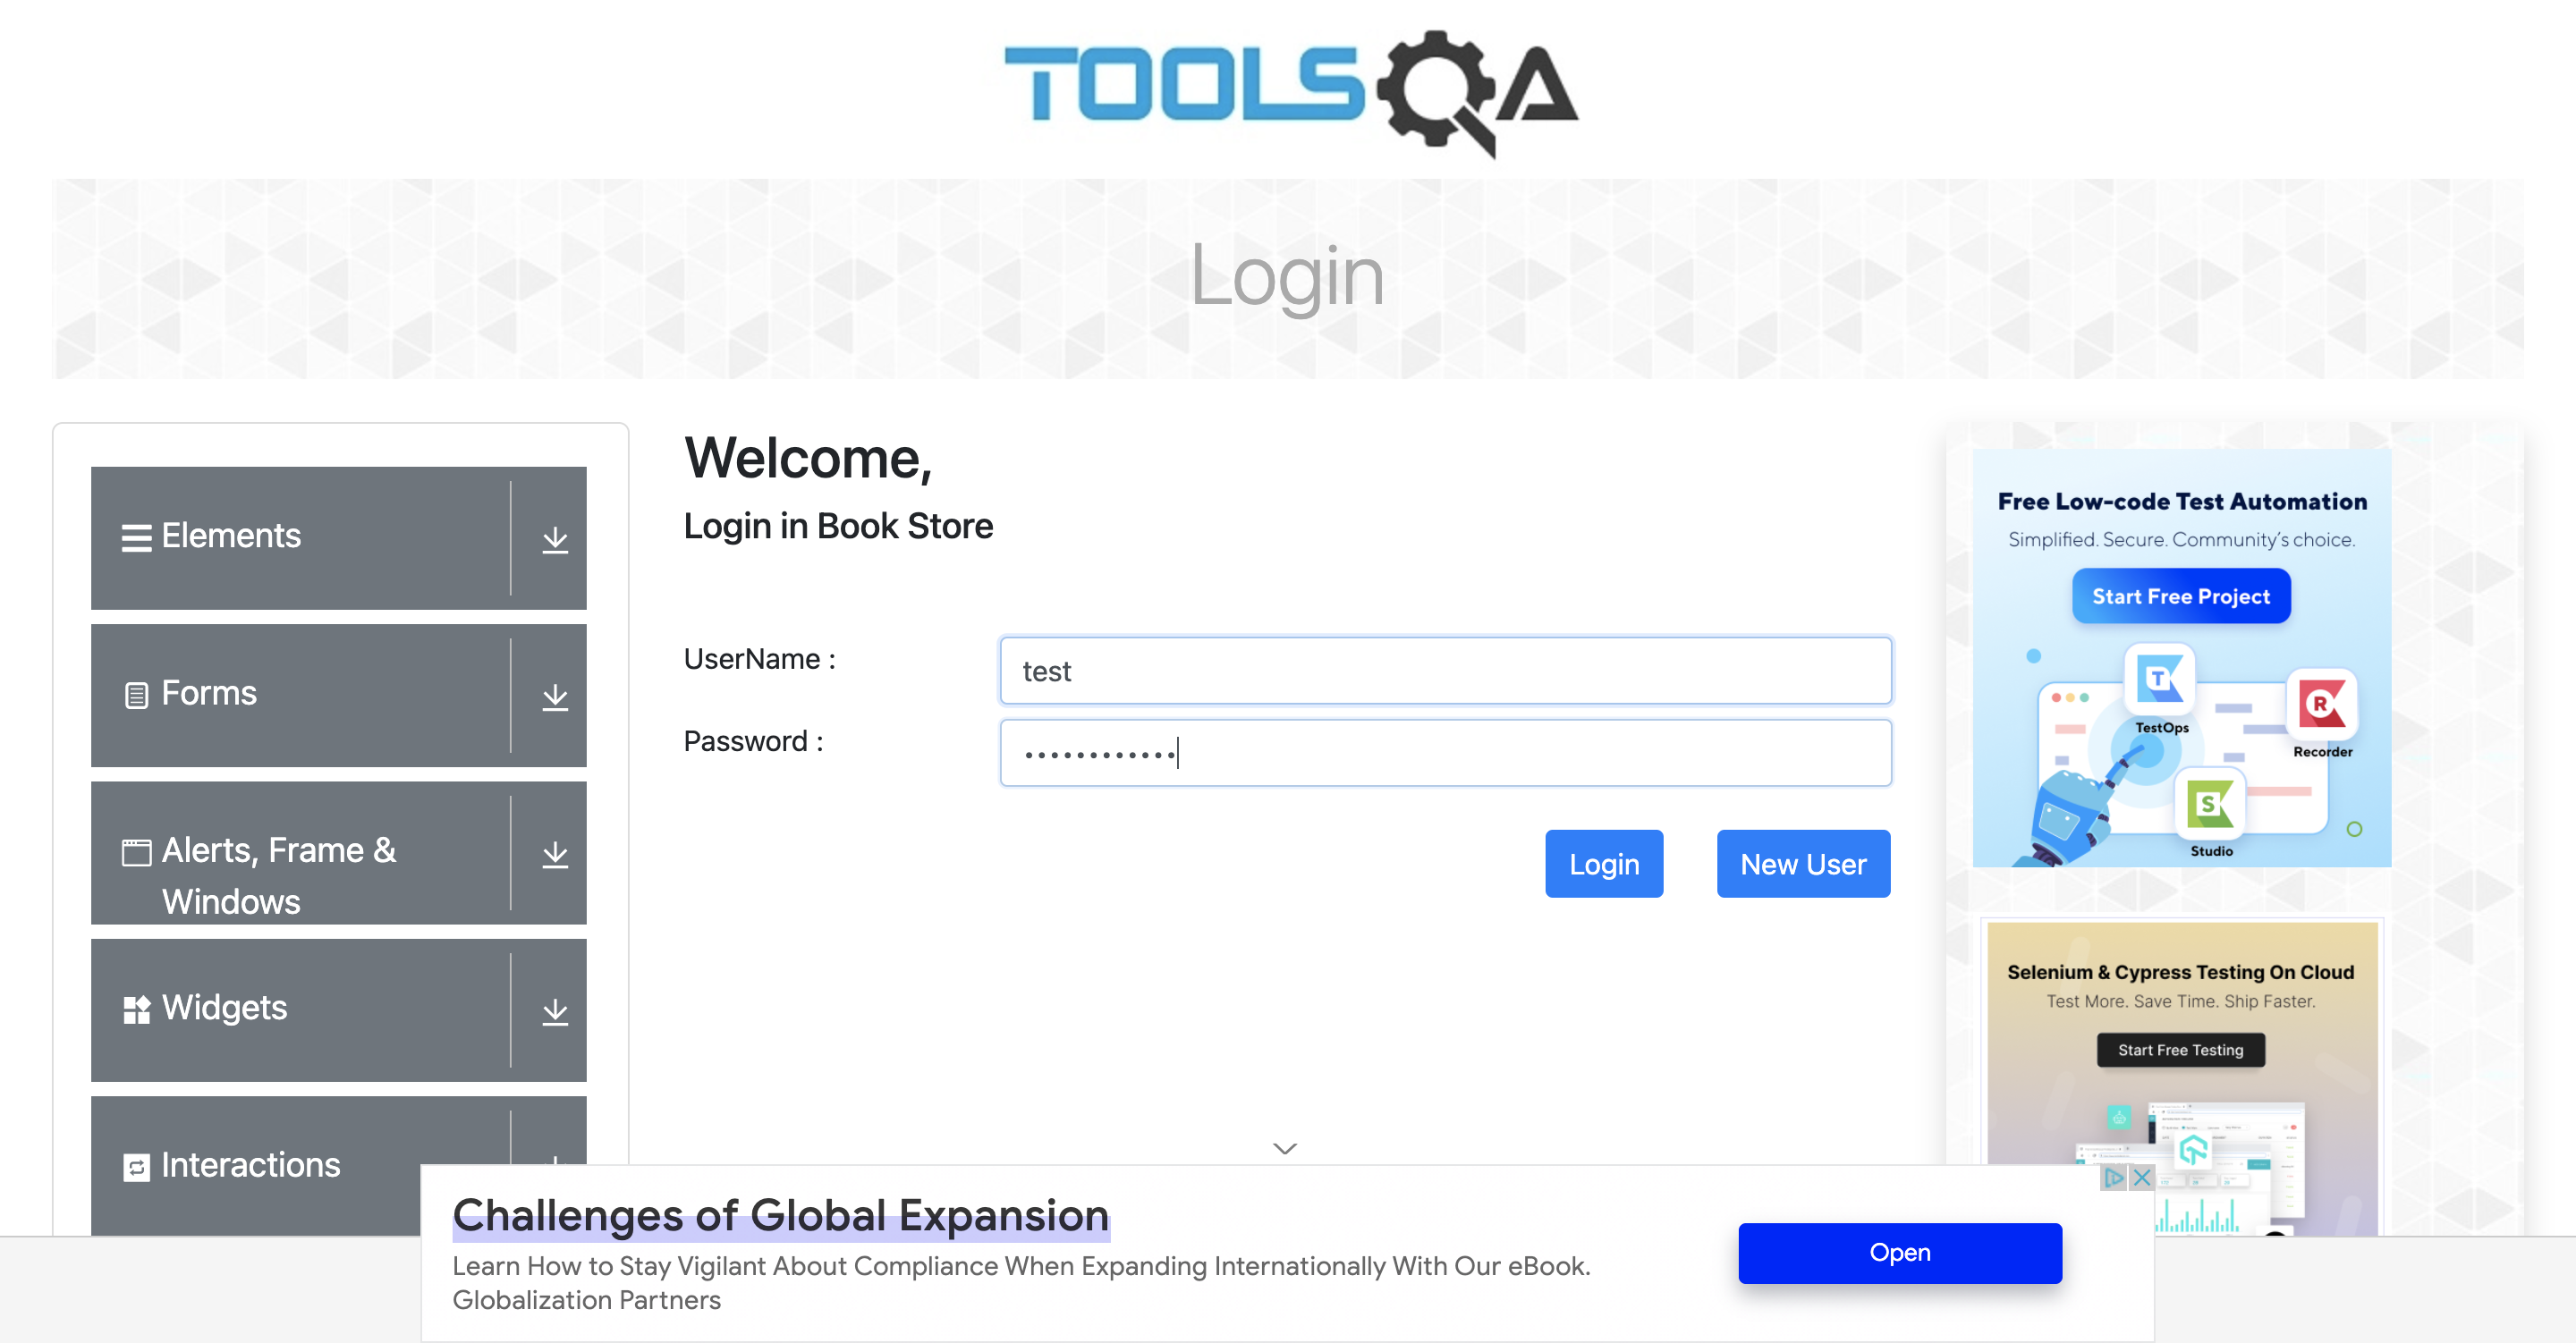 TOOLSQA
Login
Elements
Forms
Alerts, Frame &
Windows
Widgets
Interactions
Welcome,
Login in Book Store
UserName :
test
Password :
••••••••••••
Login
New User
Free Low-code Test Automation
Simplified. Secure. Community's choice.
Start Free Project
T
TestOps
R
Recorder
S
Studio
Selenium & Cypress Testing On Cloud
Test More. Save Time. Ship Faster.
Start Free Testing
Challenges of Global Expansion
Learn How to Stay Vigilant About Compliance When Expanding Internationally With Our eBook.
Globalization Partners
Open